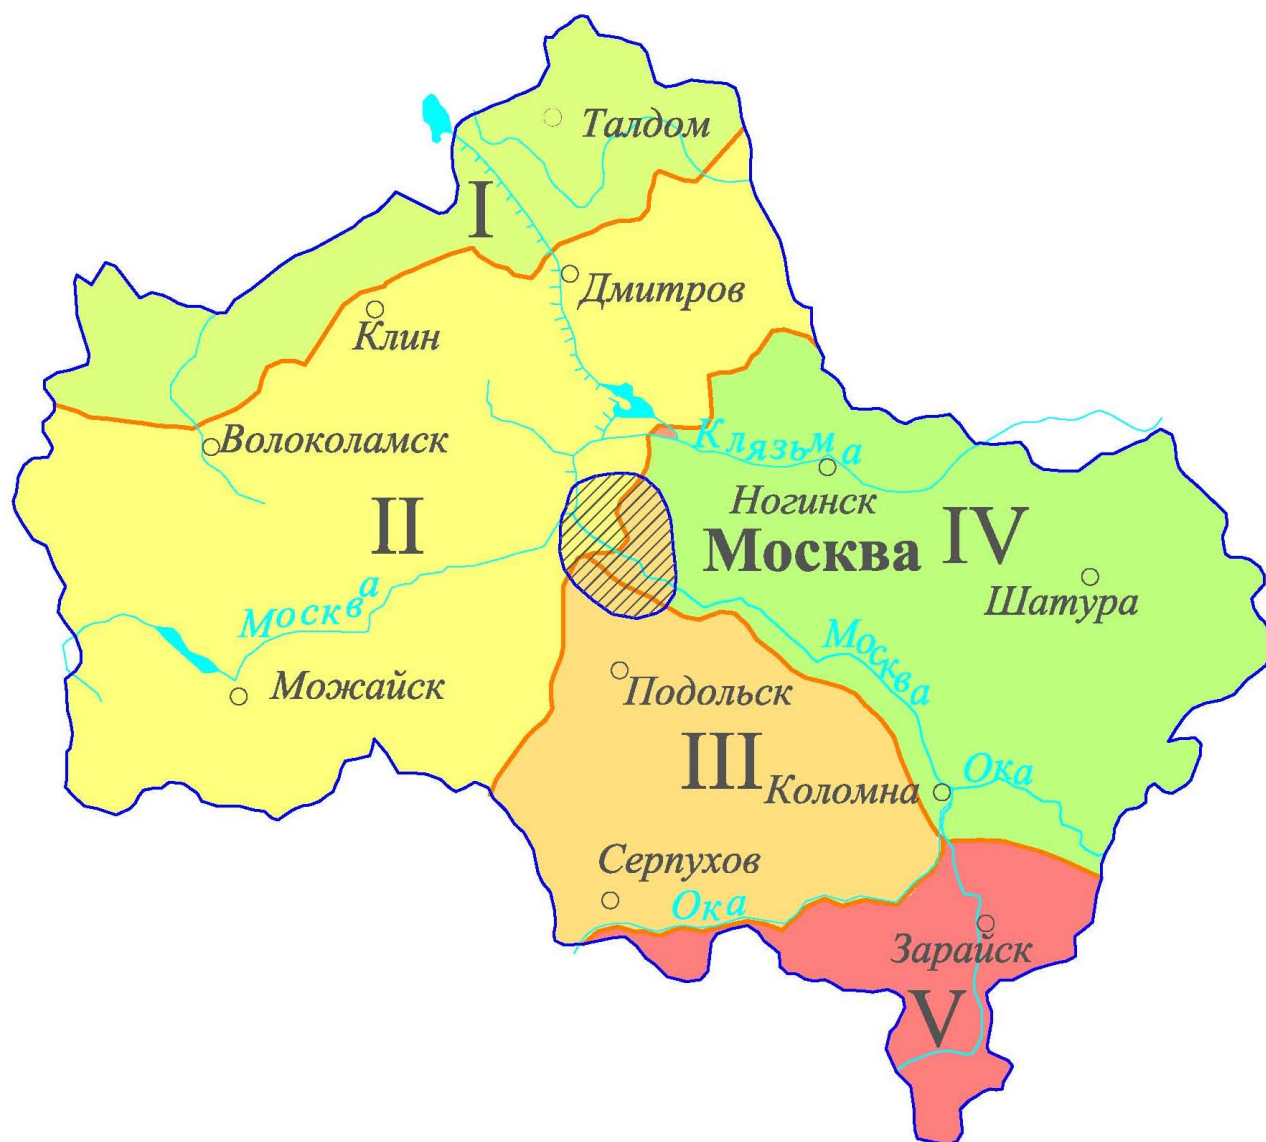 Талдом
I
Дмитров
Клин
Волоколамск
Клязьма
Ногинск
II
Москва
IV
Шатура
Москва
Москва
Можайск
Подольск
III
Ока
Коломна
Серпухов
Ока
Зарайск
V